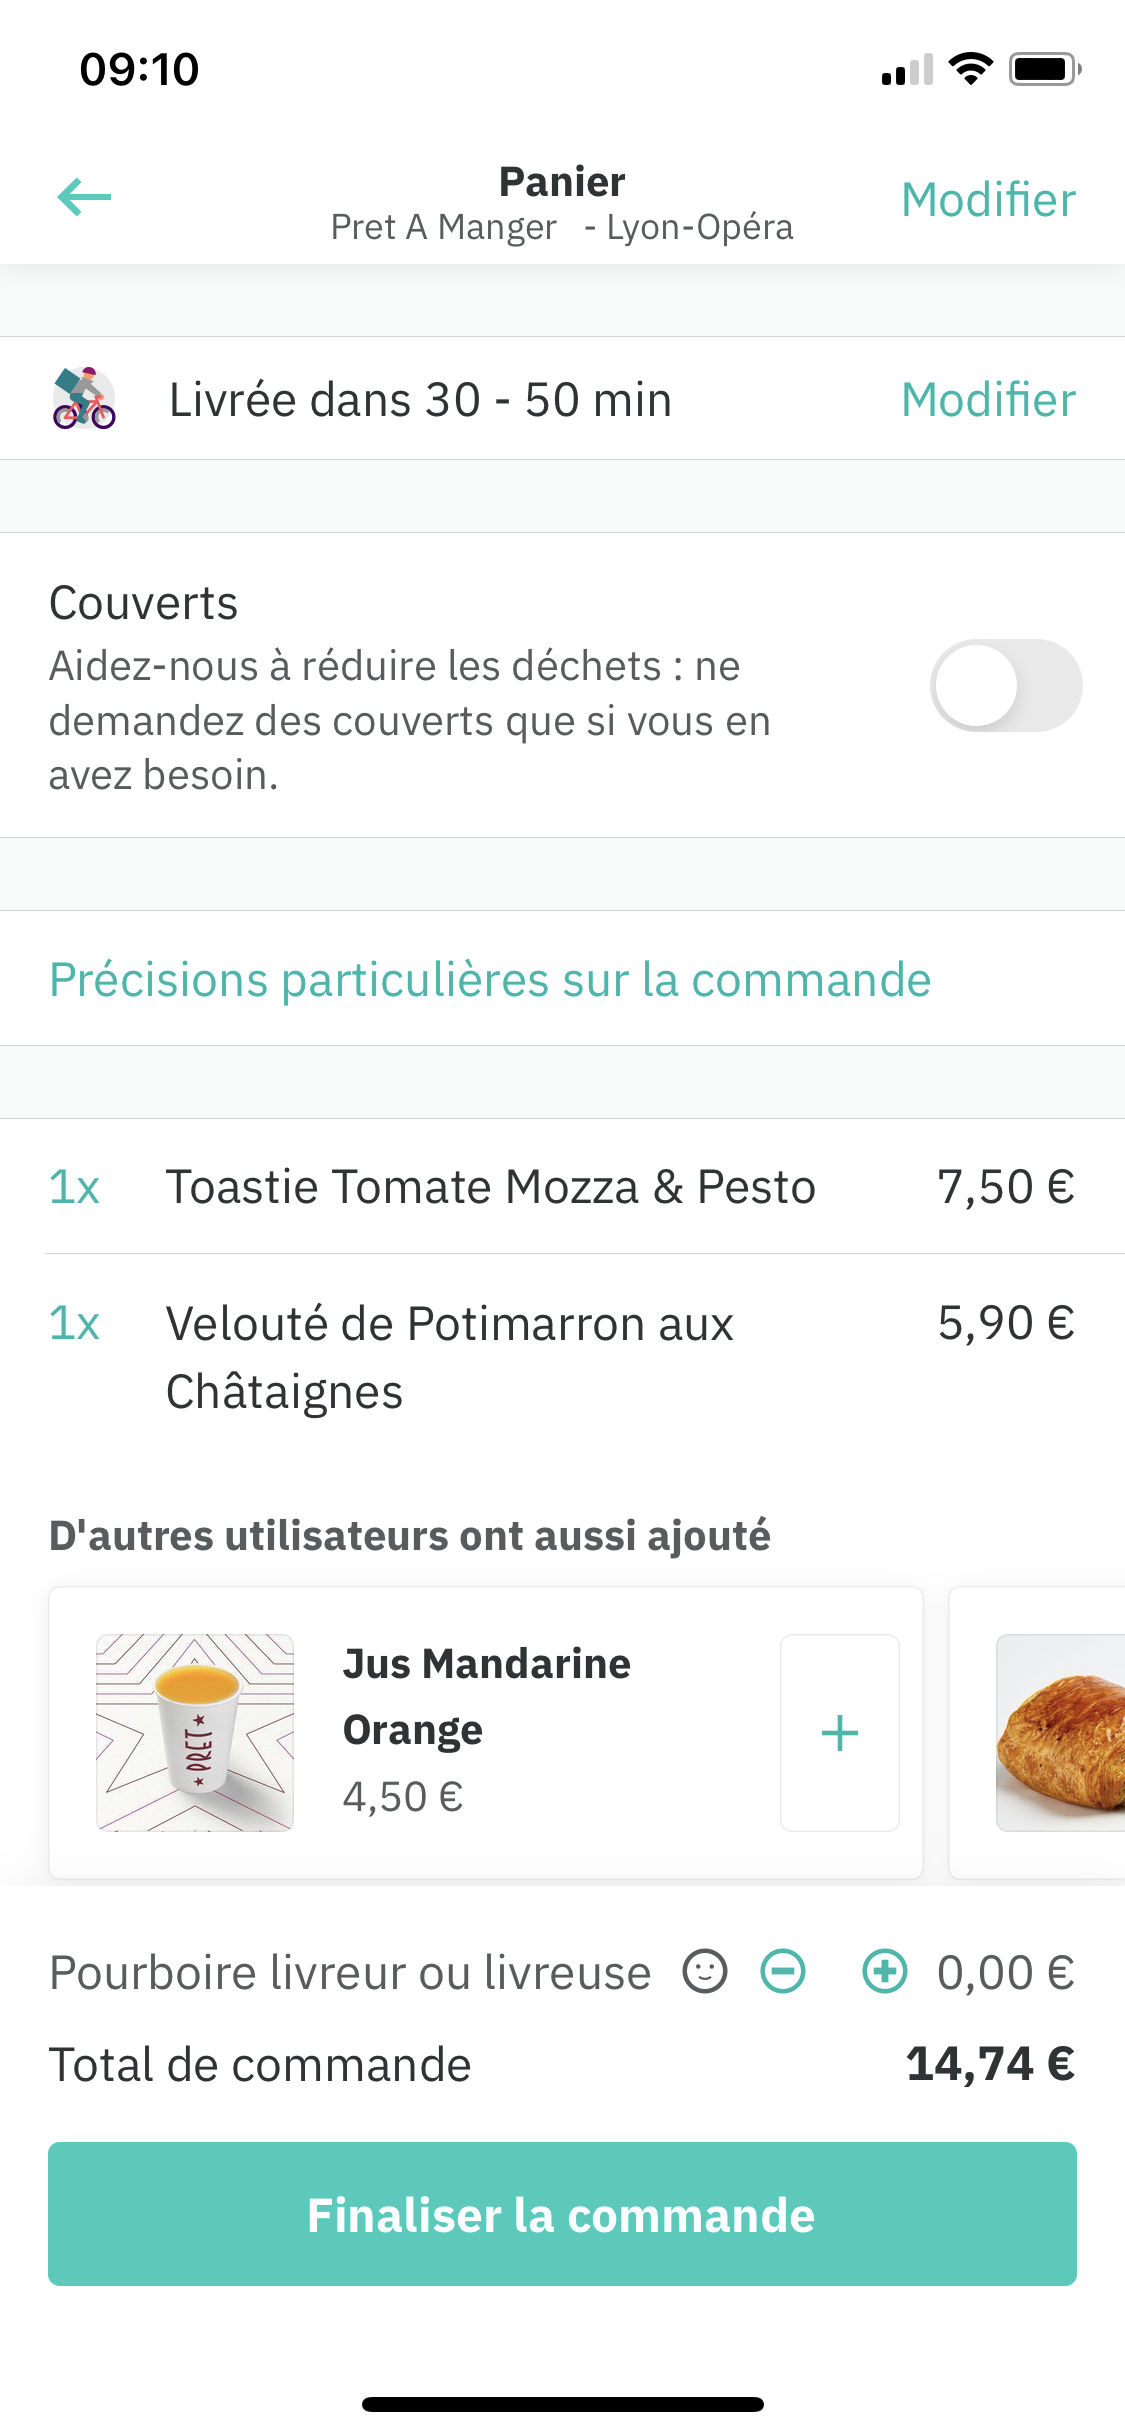 09:10
Panier
Pret A Manger - Lyon-Opéra
Modifier
Livrée dans 30 - 50 min
Modifier
Couverts
Aidez-nous à réduire les déchets : ne
demandez des couverts que si vous en
avez besoin.
Précisions particulières sur la commande
1x Toastie Tomate Mozza & Pesto 7,50 €
1x Velouté de Potimarron aux 5,90 €
Châtaignes
D'autres utilisateurs ont aussi ajouté
PRET
Jus Mandarine
Orange
4,50 €
Pourboire livreur ou livreuse 0,00 €
Total de commande 14,74 €
Finaliser la commande